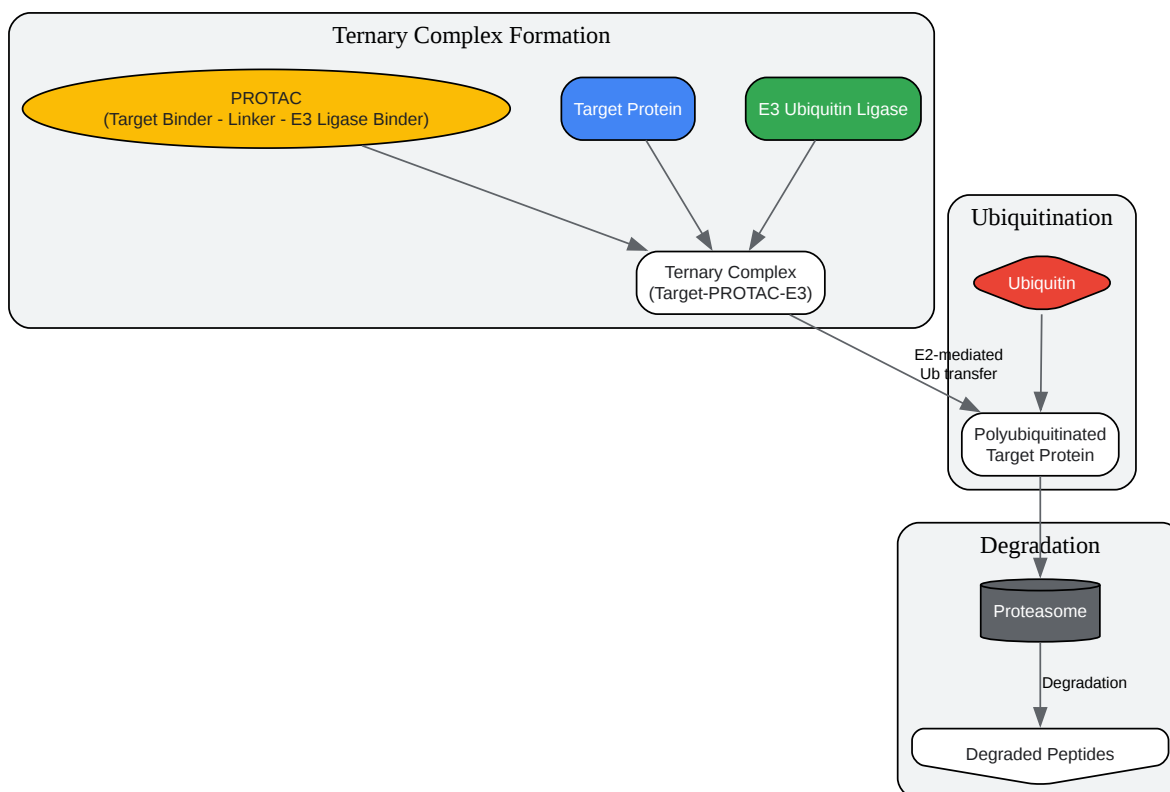 Ternary Complex Formation
PROTAC
(Target Binder - Linker - E3 Ligase Binder)
Target Protein
E3 Ubiquitin Ligase
Ternary Complex
(Target-PROTAC-E3)
Ubiquitination
Ubiquitin
E2-mediated
Ub transfer
Polyubiquitinated
Target Protein
Degradation
Proteasome
Degradation
Degraded Peptides